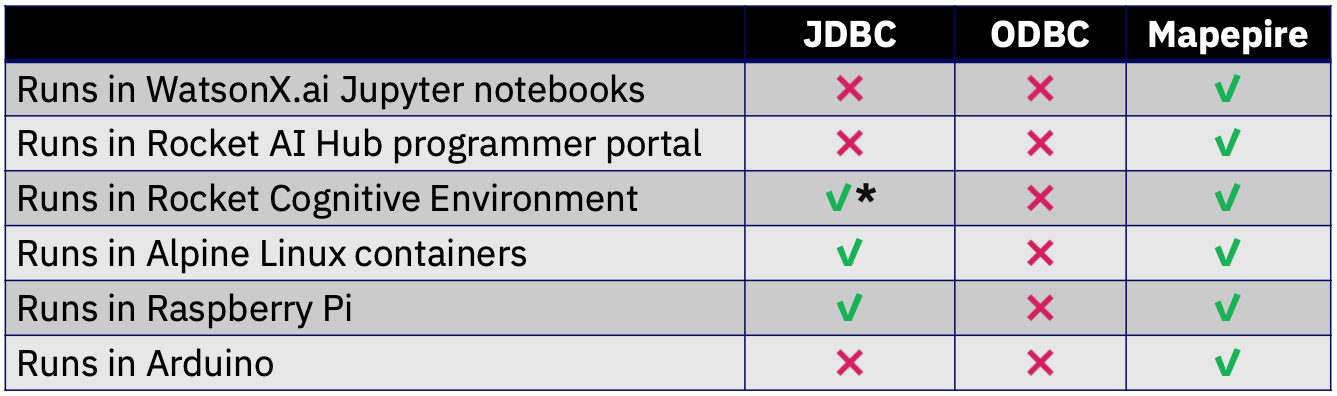 JDBC ODBC Mapepire
Runs in WatsonX.ai Jupyter notebooks ✕ ✕ ✓
Runs in Rocket AI Hub programmer portal ✕ ✕ ✓
Runs in Rocket Cognitive Environment ✓* ✕ ✓
Runs in Alpine Linux containers ✓ ✕ ✓
Runs in Raspberry Pi ✓ ✕ ✓
Runs in Arduino ✕ ✕ ✓